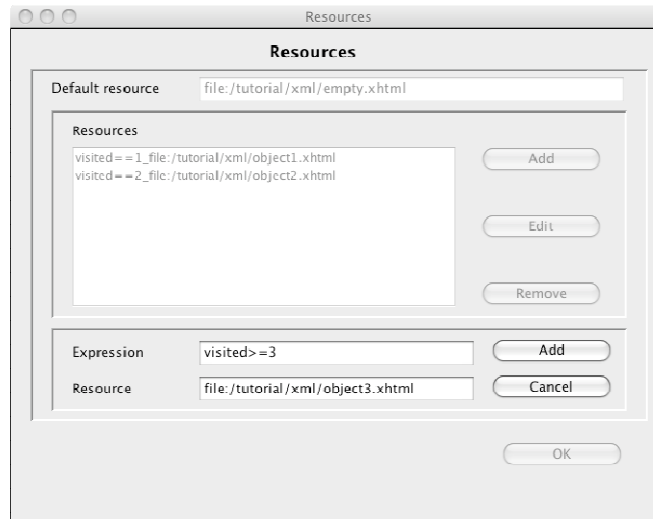 Resources
Resources
Default resource file:/tutorial/xml/empty.xhtml
Resources
visited==1_file:/tutorial/xml/object1.xhtml
visited==2_file:/tutorial/xml/object2.xhtml
Add
Edit
Remove
Expression visited>=3 Add
Resource file:/tutorial/xml/object3.xhtml Cancel
OK